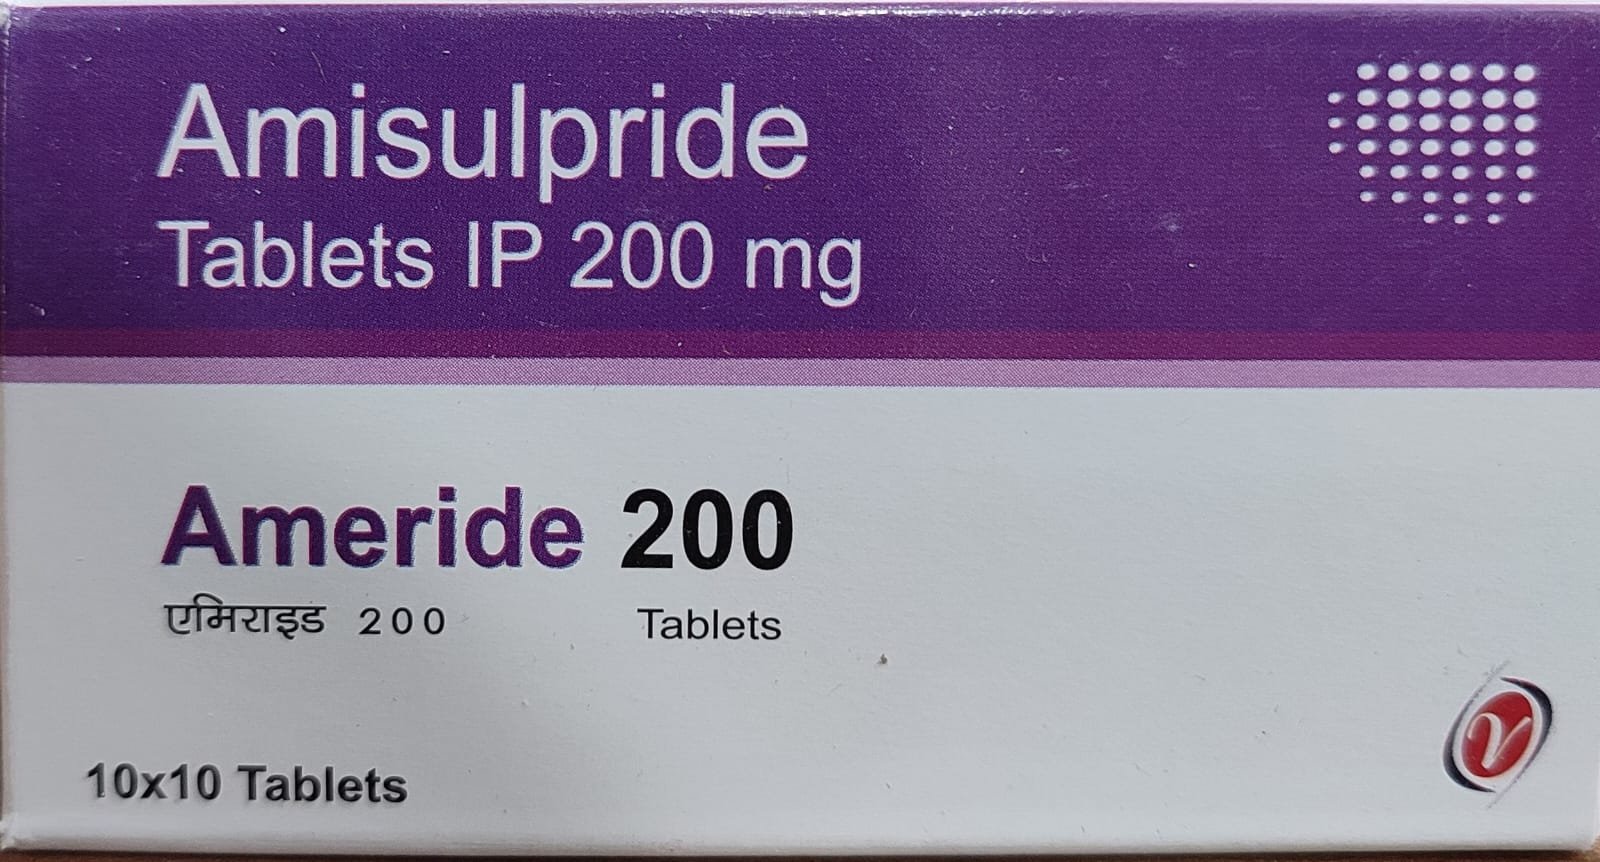 Amisulpride
Tablets IP 200 mg
Ameride 200
एमिराइड 200 Tablets
10x10 Tablets